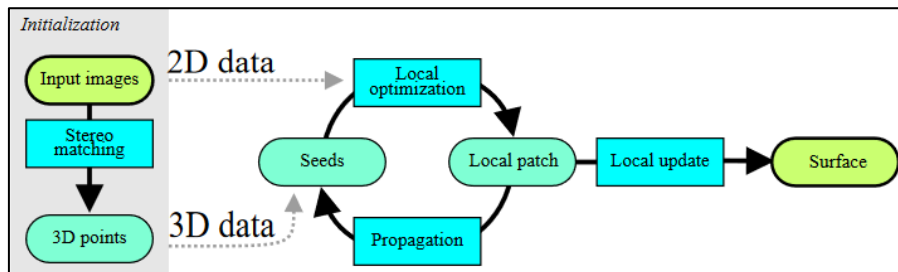 Initialization
Input images
2D data
Local
optimization
Stereo
matching
Seeds
Local patch
Local update
Surface
3D points
3D data
Propagation